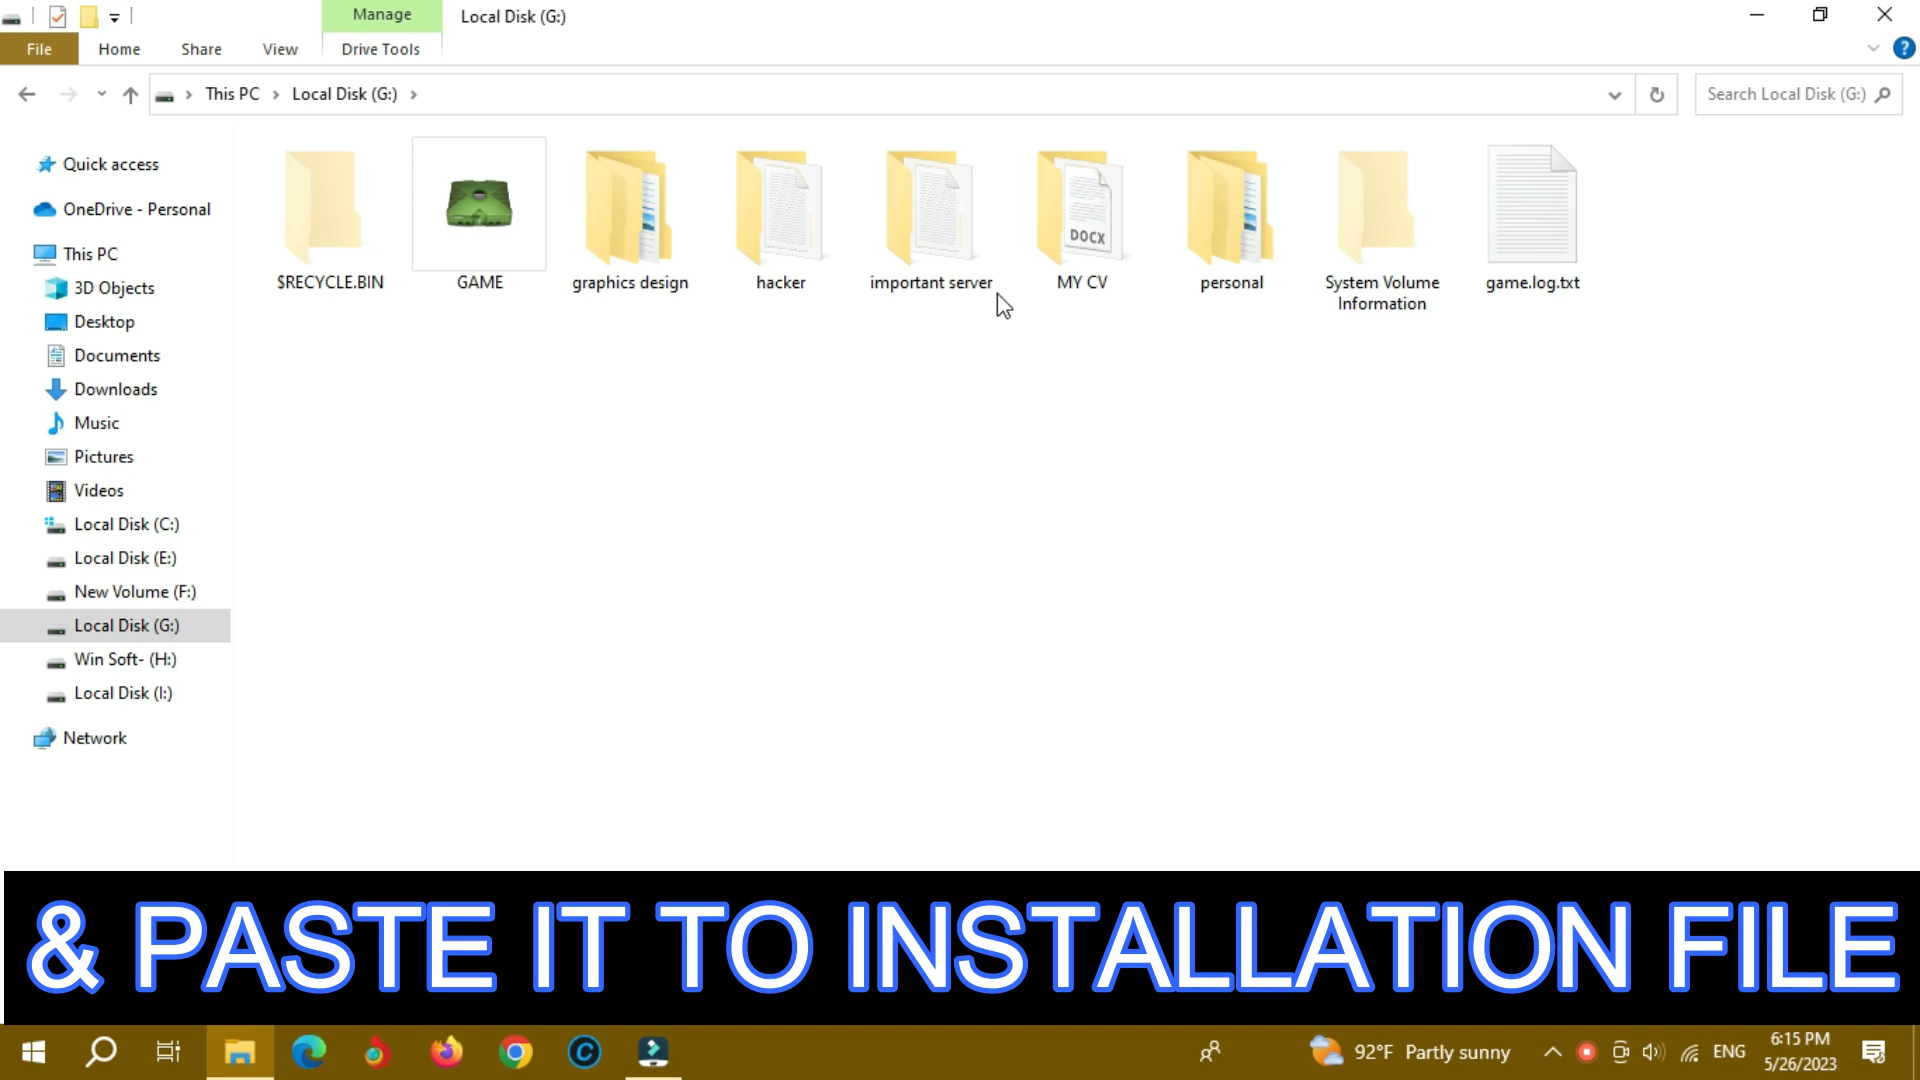 Manage
Local Disk (G:)
File
Home
Share
View
Drive Tools
This PC
Local Disk (G:)
Search Local Disk (G:)
Quick access
OneDrive - Personal
This PC
3D Objects
Desktop
Documents
Downloads
Music
Pictures
Videos
Local Disk (C:)
Local Disk (E:)
New Volume (F:)
Local Disk (G:)
Win Soft- (H:)
Local Disk (I:)
Network
$RECYCLE.BIN
GAME
graphics design
hacker
important server
DOCX
MY CV
personal
System Volume
Information
game.log.txt
& PASTE IT TO INSTALLATION FILE
92°F Partly sunny
ENG
6:15 PM
5/26/2023